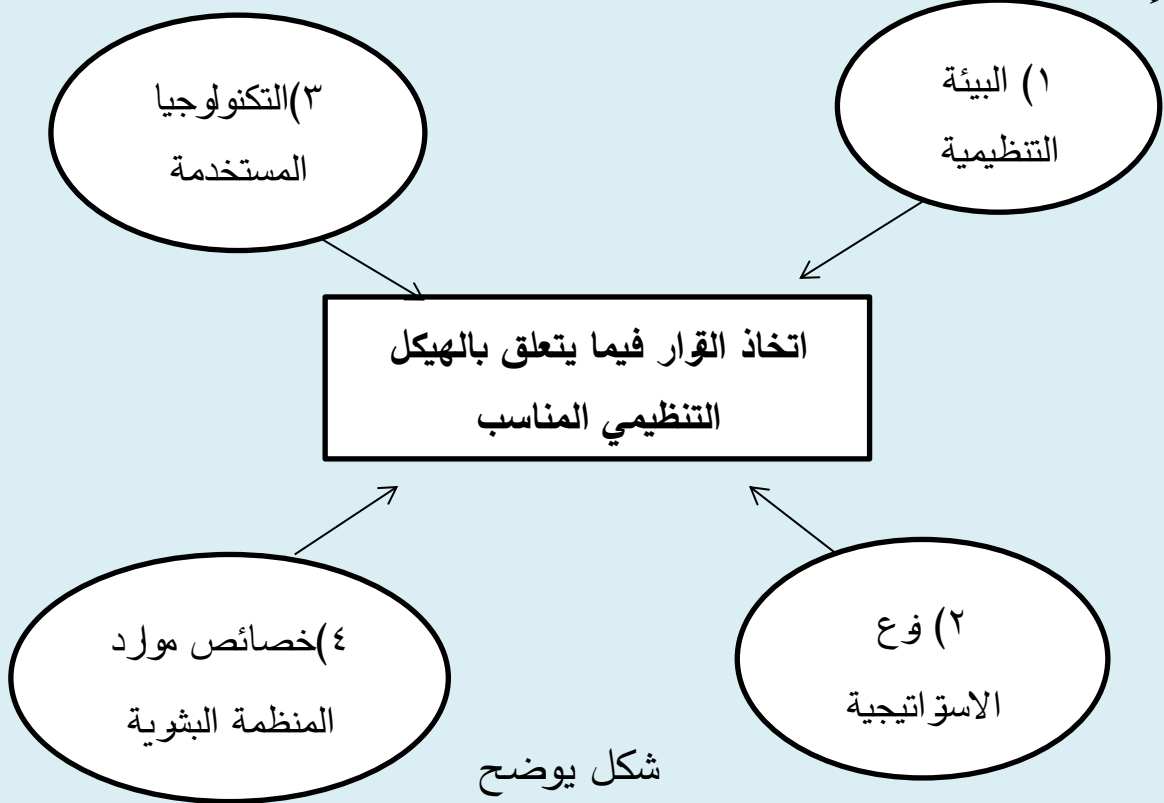 ١) البيئة
التنظيمية
٣)التكنولوجيا
المستخدمة
اتخاذ القرار فيما يتعلق بالهيكل
التنظيمي المناسب
٢) نوع
الاستراتيجية
٤)خصائص موارد
المنظمة البشرية
شكل يوضح